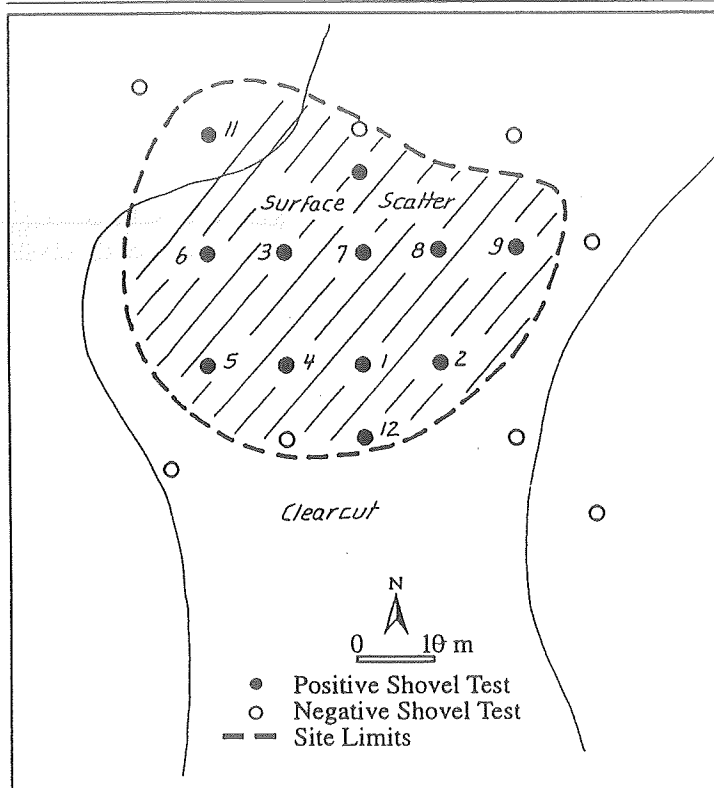 11
Surface Scatter
6 3 7 8 9
5 4 1 2
12
Clearcut
N
0 10 m
Positive Shovel Test
Negative Shovel Test
Site Limits